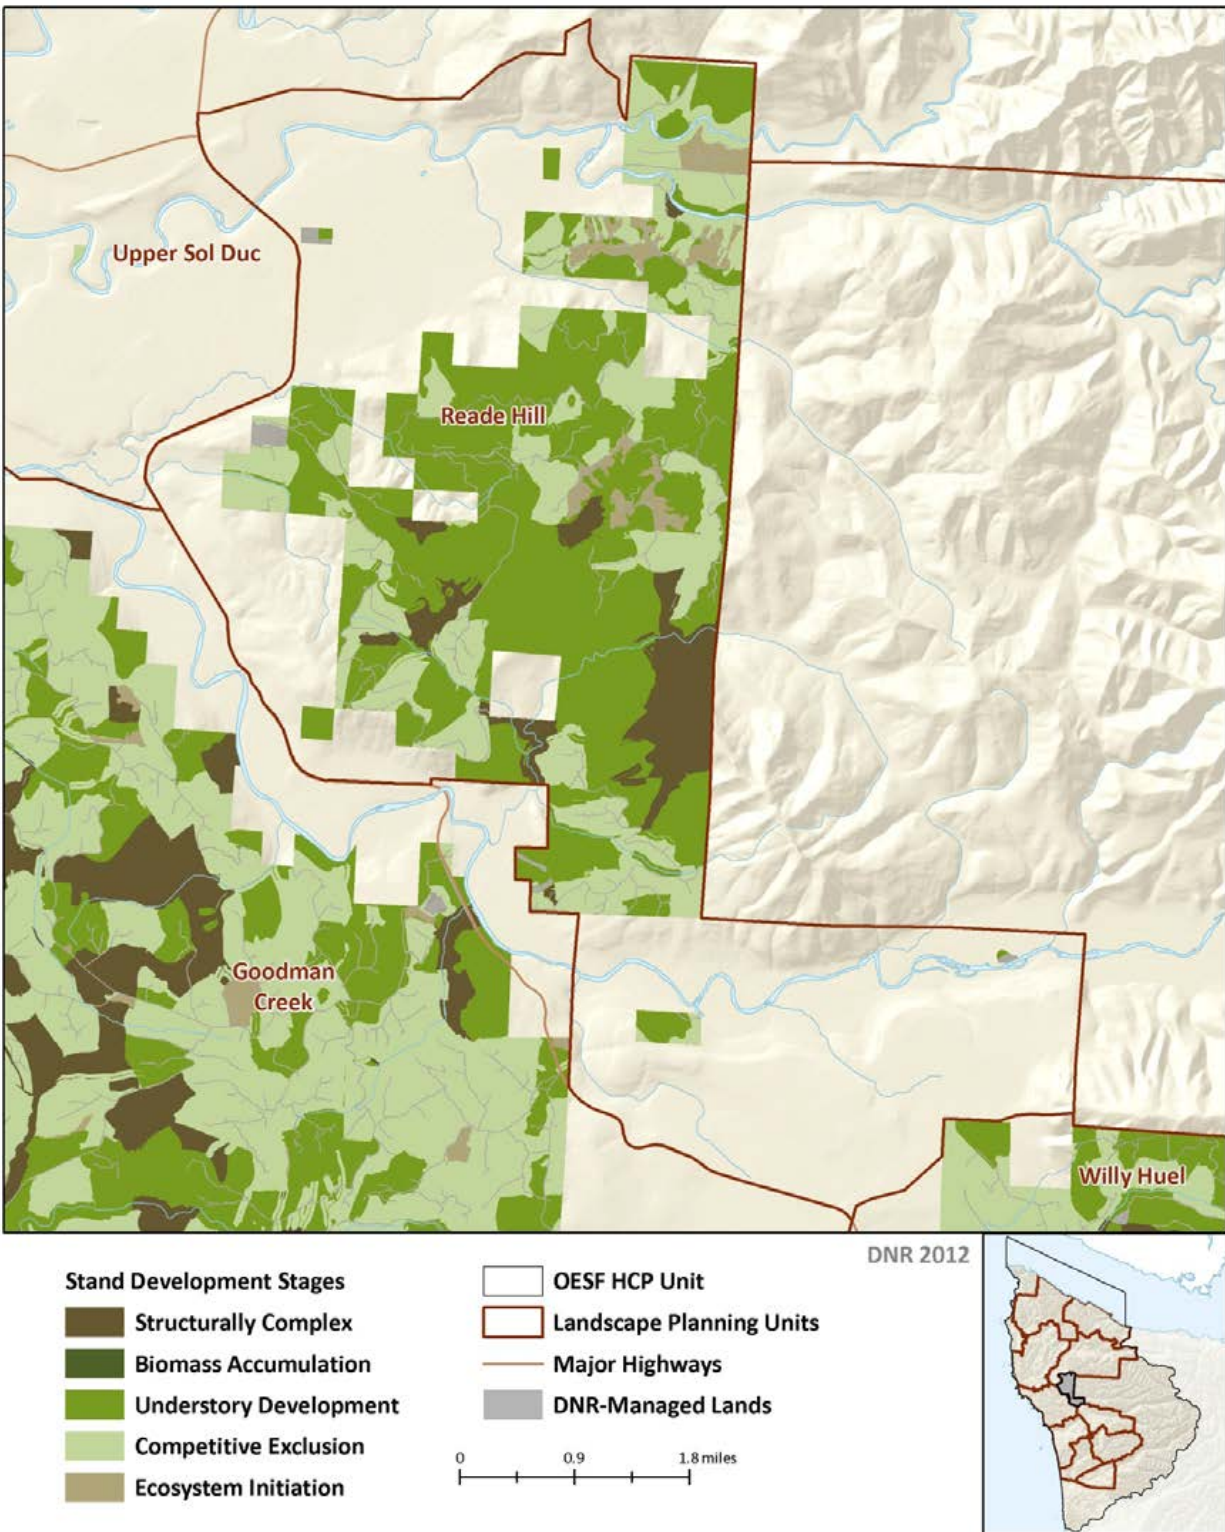 Upper Sol Duc
Reade Hill
Goodman
Creek
Willy Huel
DNR 2012
Stand Development Stages
Structurally Complex
Biomass Accumulation
Understory Development
Competitive Exclusion
Ecosystem Initiation
OESF HCP Unit
Landscape Planning Units
Major Highways
DNR-Managed Lands
0 0.9 1.8 miles